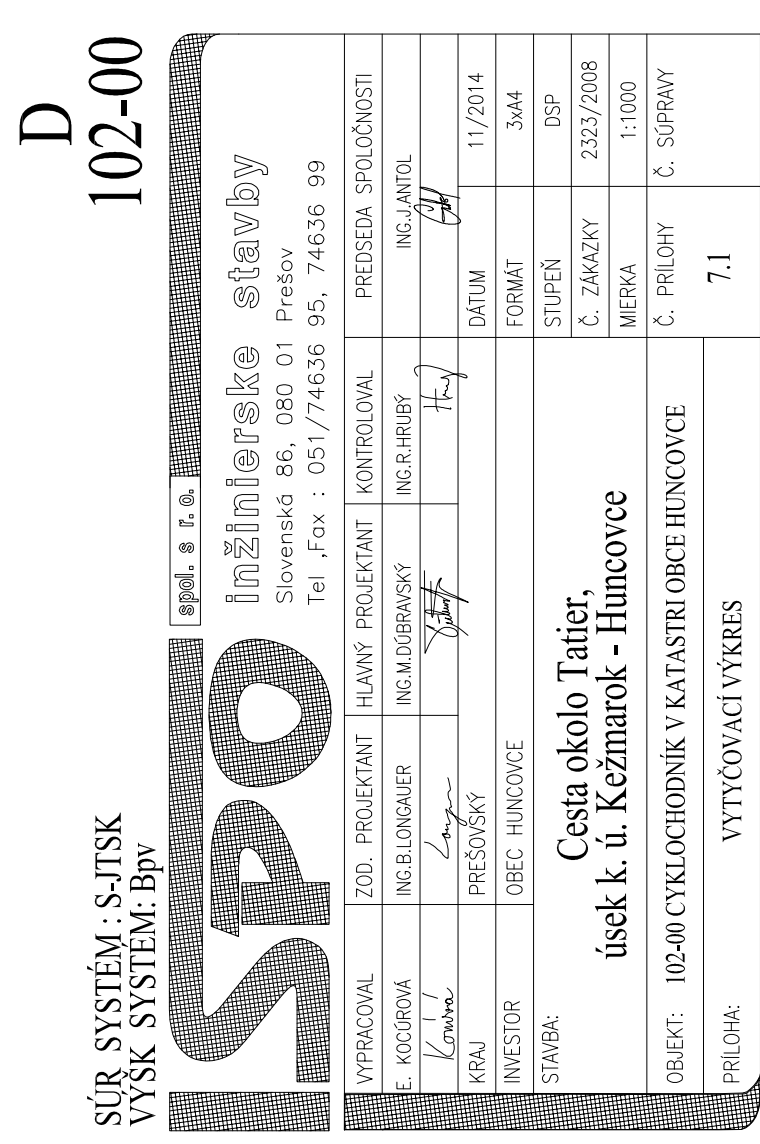 D
102-00
SÚR SYSTÉM : S-JTSK
VÝŠK SYSTÉM: Bpv
ISPO
spol. s r. o.
inžinierske stavby
Slovenská 86, 080 01 Prešov
Tel ,Fax : 051/74636 95, 74636 99
VYPRACOVAL
ZOD. PROJEKTANT
HLAVNÝ PROJEKTANT
KONTROLOVAL
PREDSEDA SPOLOČNOSTI
E. KOCÚROVÁ
ING.B.LONGAUER
ING.M.DÚBRAVSKÝ
ING.R.HRUBÝ
ING.J.ANTOL
KRAJ
PREŠOVSKÝ
DÁTUM
11/2014
INVESTOR
OBEC HUNCOVCE
FORMÁT
3xA4
STAVBA:
Cesta okolo Tatier,
úsek k. ú. Kežmarok - Huncovce
STUPEŇ
DSP
Č. ZÁKAZKY
2323/2008
MIERKA
1:1000
OBJEKT:
102-00 CYKLOCHODNÍK V KATASTRI OBCE HUNCOVCE
Č. PRÍLOHY
Č. SÚPRAVY
PRÍLOHA:
VYTYČOVACÍ VÝKRES
7.1